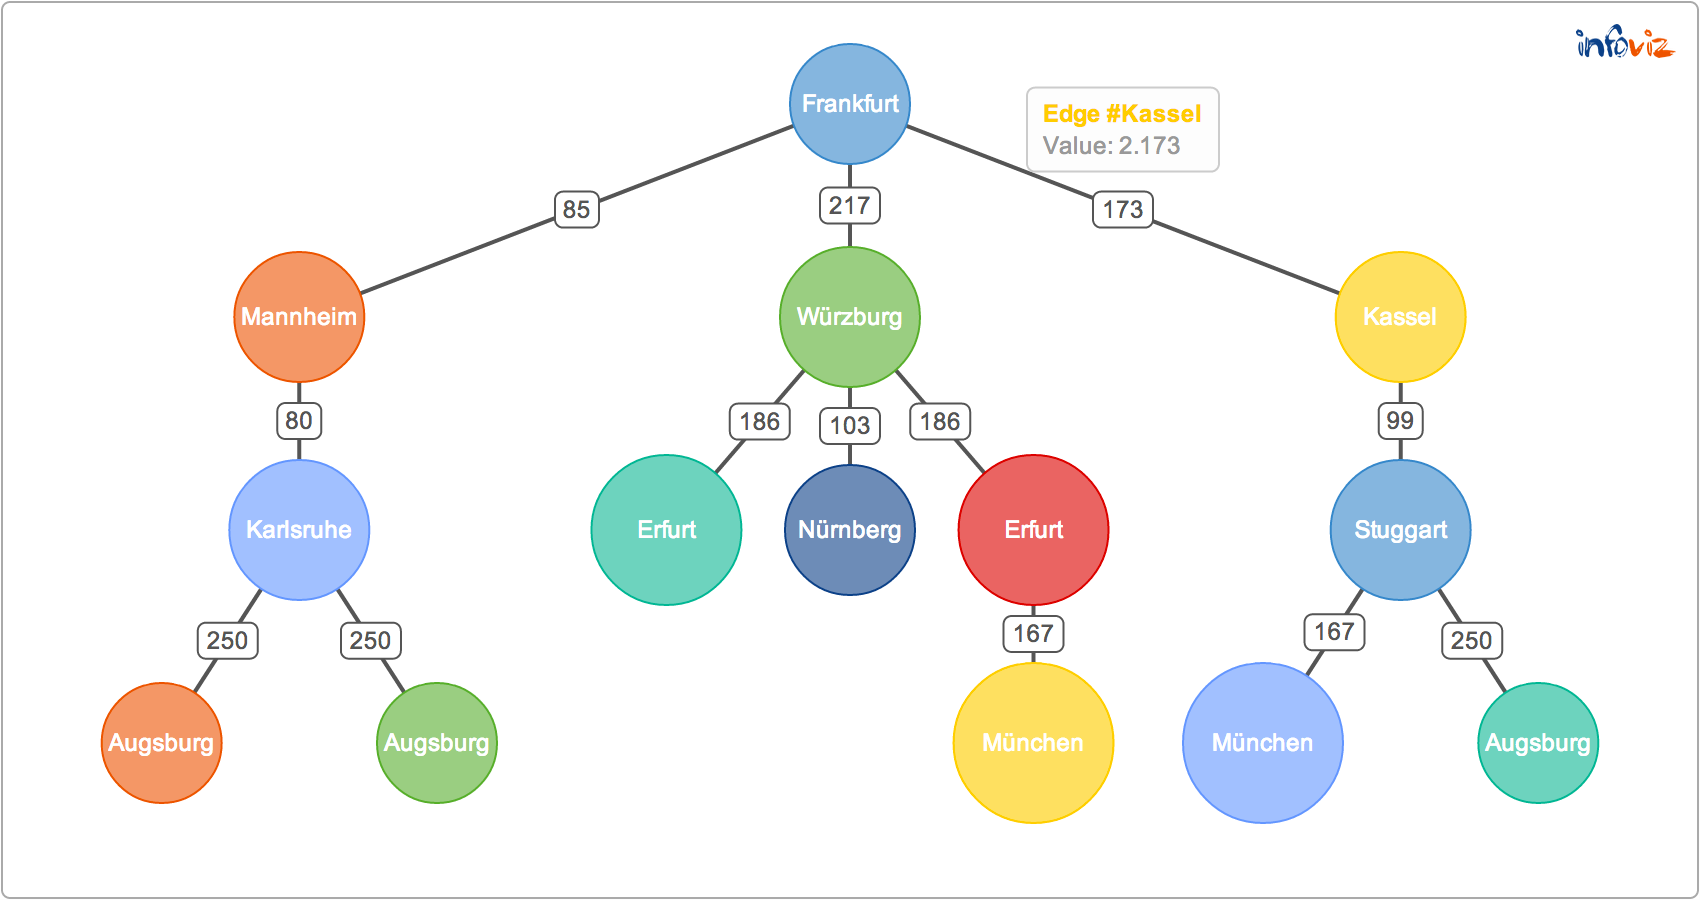 infoviz
Frankfurt
Edge #Kassel
Value: 2.173
85
217
173
Mannheim
Würzburg
Kassel
80
186
103
186
99
Karlsruhe
Erfurt
Nürnberg
Erfurt
Stuggart
250
250
167
167
250
Augsburg
Augsburg
München
München
Augsburg